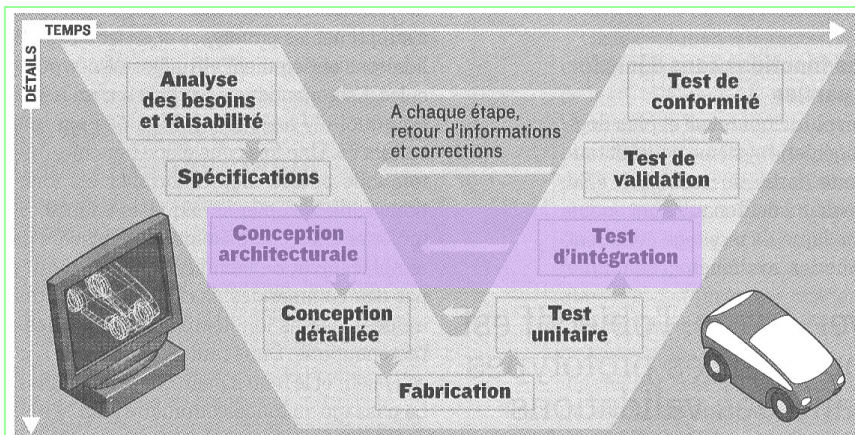 TEMPS
DÉTAILS
Analyse
des besoins
et faisabilité
Test de
conformité
A chaque étape,
retour d'informations
et corrections
Spécifications
Test de
validation
Conception
architecturale
Test
d'intégration
Conception
détaillée
Test
unitaire
Fabrication